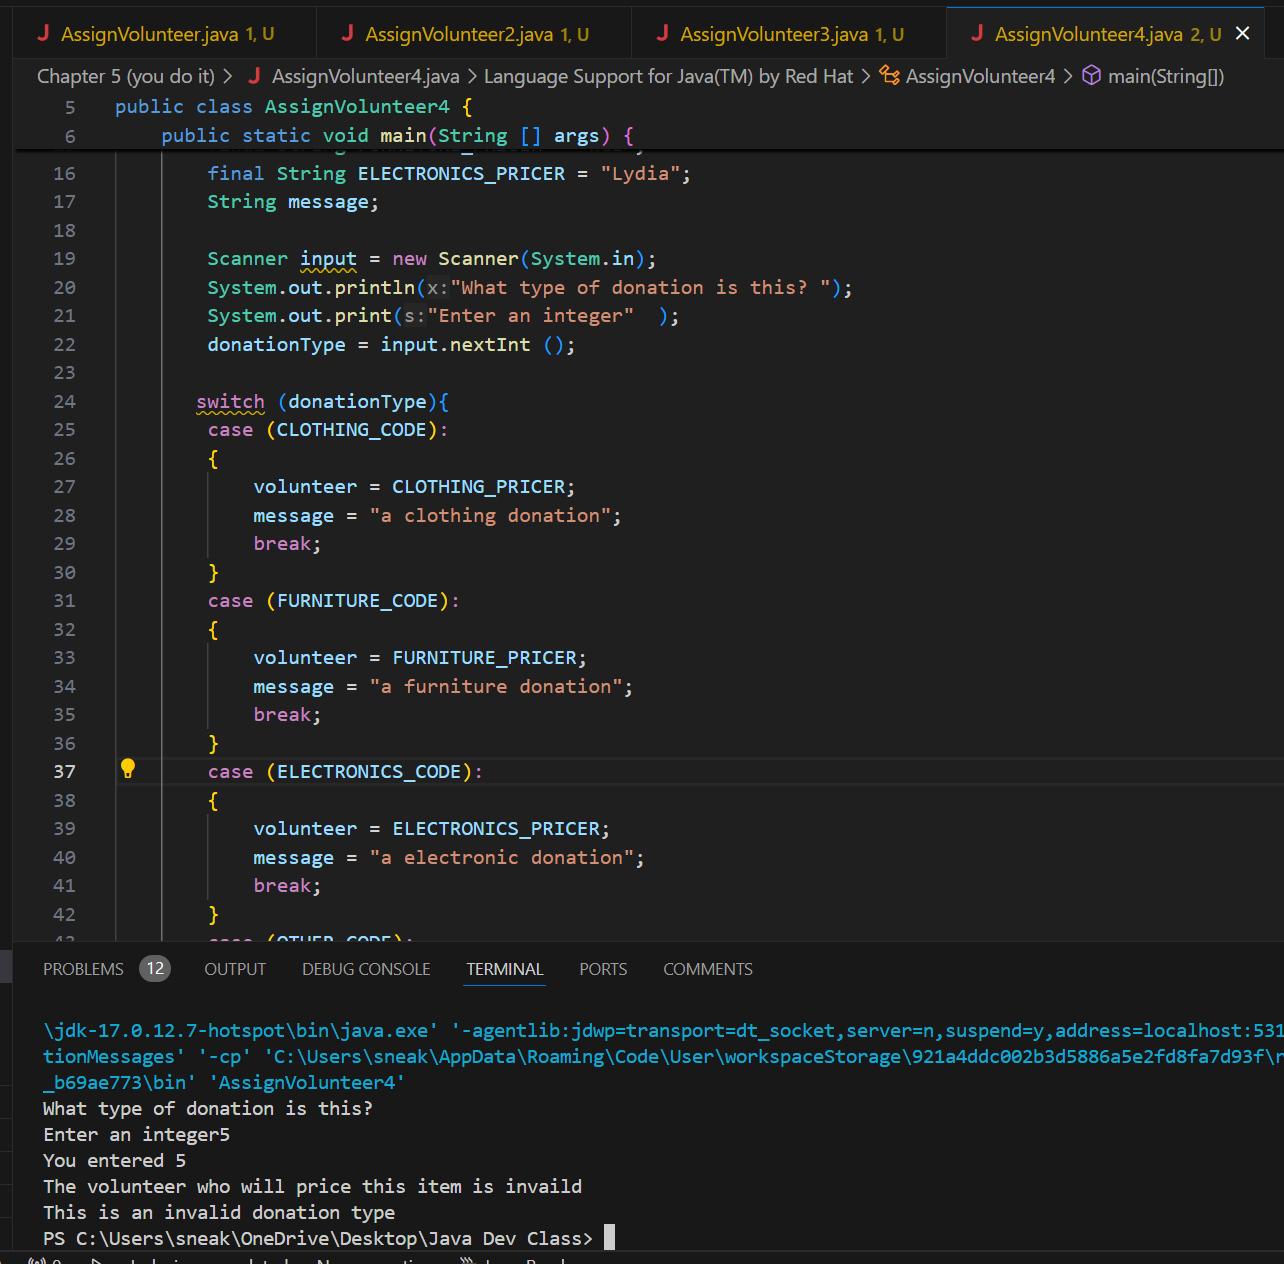 AssignVolunteer.java 1, U AssignVolunteer2.java 1, U AssignVolunteer3.java 1, U AssignVolunteer4.java 2, U
Chapter 5 (you do it) > AssignVolunteer4.java > Language Support for Java(TM) by Red Hat > AssignVolunteer4 > main(String[])
5 public class AssignVolunteer4 {
6 public static void main(String [] args) {
16 final String ELECTRONICS_PRICER = "Lydia";
17 String message;
18
19 Scanner input = new Scanner(System.in);
20 System.out.println(x:"What type of donation is this? ");
21 System.out.print(s:"Enter an integer"  );
22 donationType = input.nextInt ();
23
24 switch (donationType){
25 case (CLOTHING_CODE):
26 {
27 volunteer = CLOTHING_PRICER;
28 message = "a clothing donation";
29 break;
30 }
31 case (FURNITURE_CODE):
32 {
33 volunteer = FURNITURE_PRICER;
34 message = "a furniture donation";
35 break;
36 }
37 case (ELECTRONICS_CODE):
38 {
39 volunteer = ELECTRONICS_PRICER;
40 message = "a electronic donation";
41 break;
42 }
43 case (OTHER_CODE):
PROBLEMS 12 OUTPUT DEBUG CONSOLE TERMINAL PORTS COMMENTS
\jdk-17.0.12.7-hotspot\bin\java.exe' '-agentlib:jdwp=transport=dt_socket,server=n,suspend=y,address=localhost:531
tionMessages' '-cp' 'C:\Users\sneak\AppData\Roaming\Code\User\workspaceStorage\921a4ddc002b3d5886a5e2fd8fa7d93f\r
_b69ae773\bin' 'AssignVolunteer4'
What type of donation is this?
Enter an integer5
You entered 5
The volunteer who will price this item is invaild
This is an invalid donation type
PS C:\Users\sneak\OneDrive\Desktop\Java Dev Class>